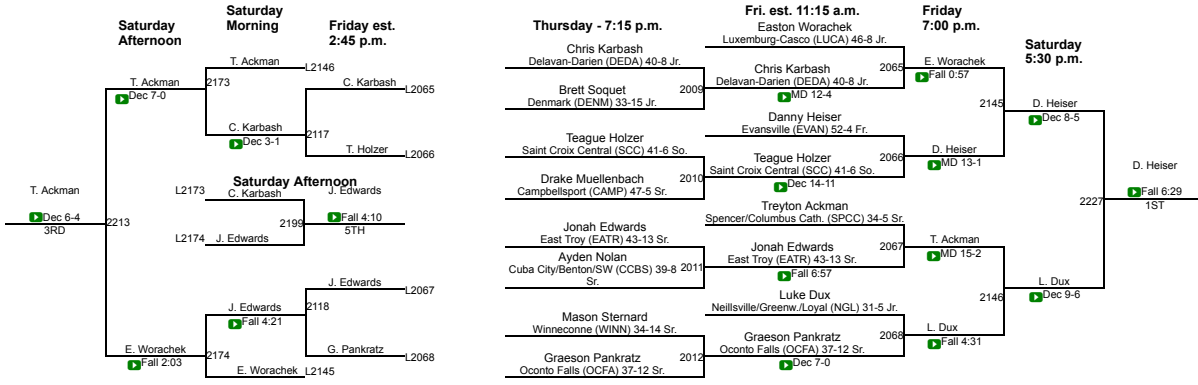 Saturday Afternoon
Saturday Morning
Friday est. 2:45 p.m.
T. Ackman
L2146
T. Ackman
Dec 7-0
2173
C. Karbash
L2065
C. Karbash
Dec 3-1
2117
T. Holzer
L2066
Saturday Afternoon
T. Ackman
Dec 6-4
3RD
2213
L2173
C. Karbash
2199
L2174
J. Edwards
J. Edwards
Fall 4:10
5TH
J. Edwards
L2067
J. Edwards
Fall 4:21
2118
G. Pankratz
L2068
E. Worachek
Fall 2:03
2174
E. Worachek
L2145
Thursday - 7:15 p.m.
Chris Karbash
Delavan-Darien (DEDA) 40-8 Jr.
2009
Brett Soquet
Denmark (DENM) 33-15 Jr.
Teague Holzer
Saint Croix Central (SCC) 41-6 So.
2010
Drake Muellenbach
Campbellsport (CAMP) 47-5 Sr.
Jonah Edwards
East Troy (EATR) 43-13 Sr.
Ayden Nolan
Cuba City/Benton/SW (CCBS) 39-8
Sr.
2011
Mason Sternard
Winneconne (WINN) 34-14 Sr.
2012
Graeson Pankratz
Oconto Falls (OCFA) 37-12 Sr.
Fri. est. 11:15 a.m.
Easton Worachek
Luxemburg-Casco (LUCA) 46-8 Jr.
2065
Chris Karbash
Delavan-Darien (DEDA) 40-8 Jr.
MD 12-4
Danny Heiser
Evansville (EVAN) 52-4 Fr.
2066
Teague Holzer
Saint Croix Central (SCC) 41-6 So.
Dec 14-11
Treyton Ackman
Spencer/Columbus Cath. (SPCC) 34-5 Sr.
2067
Jonah Edwards
East Troy (EATR) 43-13 Sr.
Fall 6:57
Luke Dux
Neillsville/Greenw./Loyal (NGL) 31-5 Jr.
2068
Graeson Pankratz
Oconto Falls (OCFA) 37-12 Sr.
Dec 7-0
Friday
7:00 p.m.
E. Worachek
Fall 0:57
2145
D. Heiser
MD 13-1
T. Ackman
MD 15-2
2146
L. Dux
Fall 4:31
Saturday
5:30 p.m.
D. Heiser
Dec 8-5
2227
L. Dux
Dec 9-6
D. Heiser
Fall 6:29
1ST